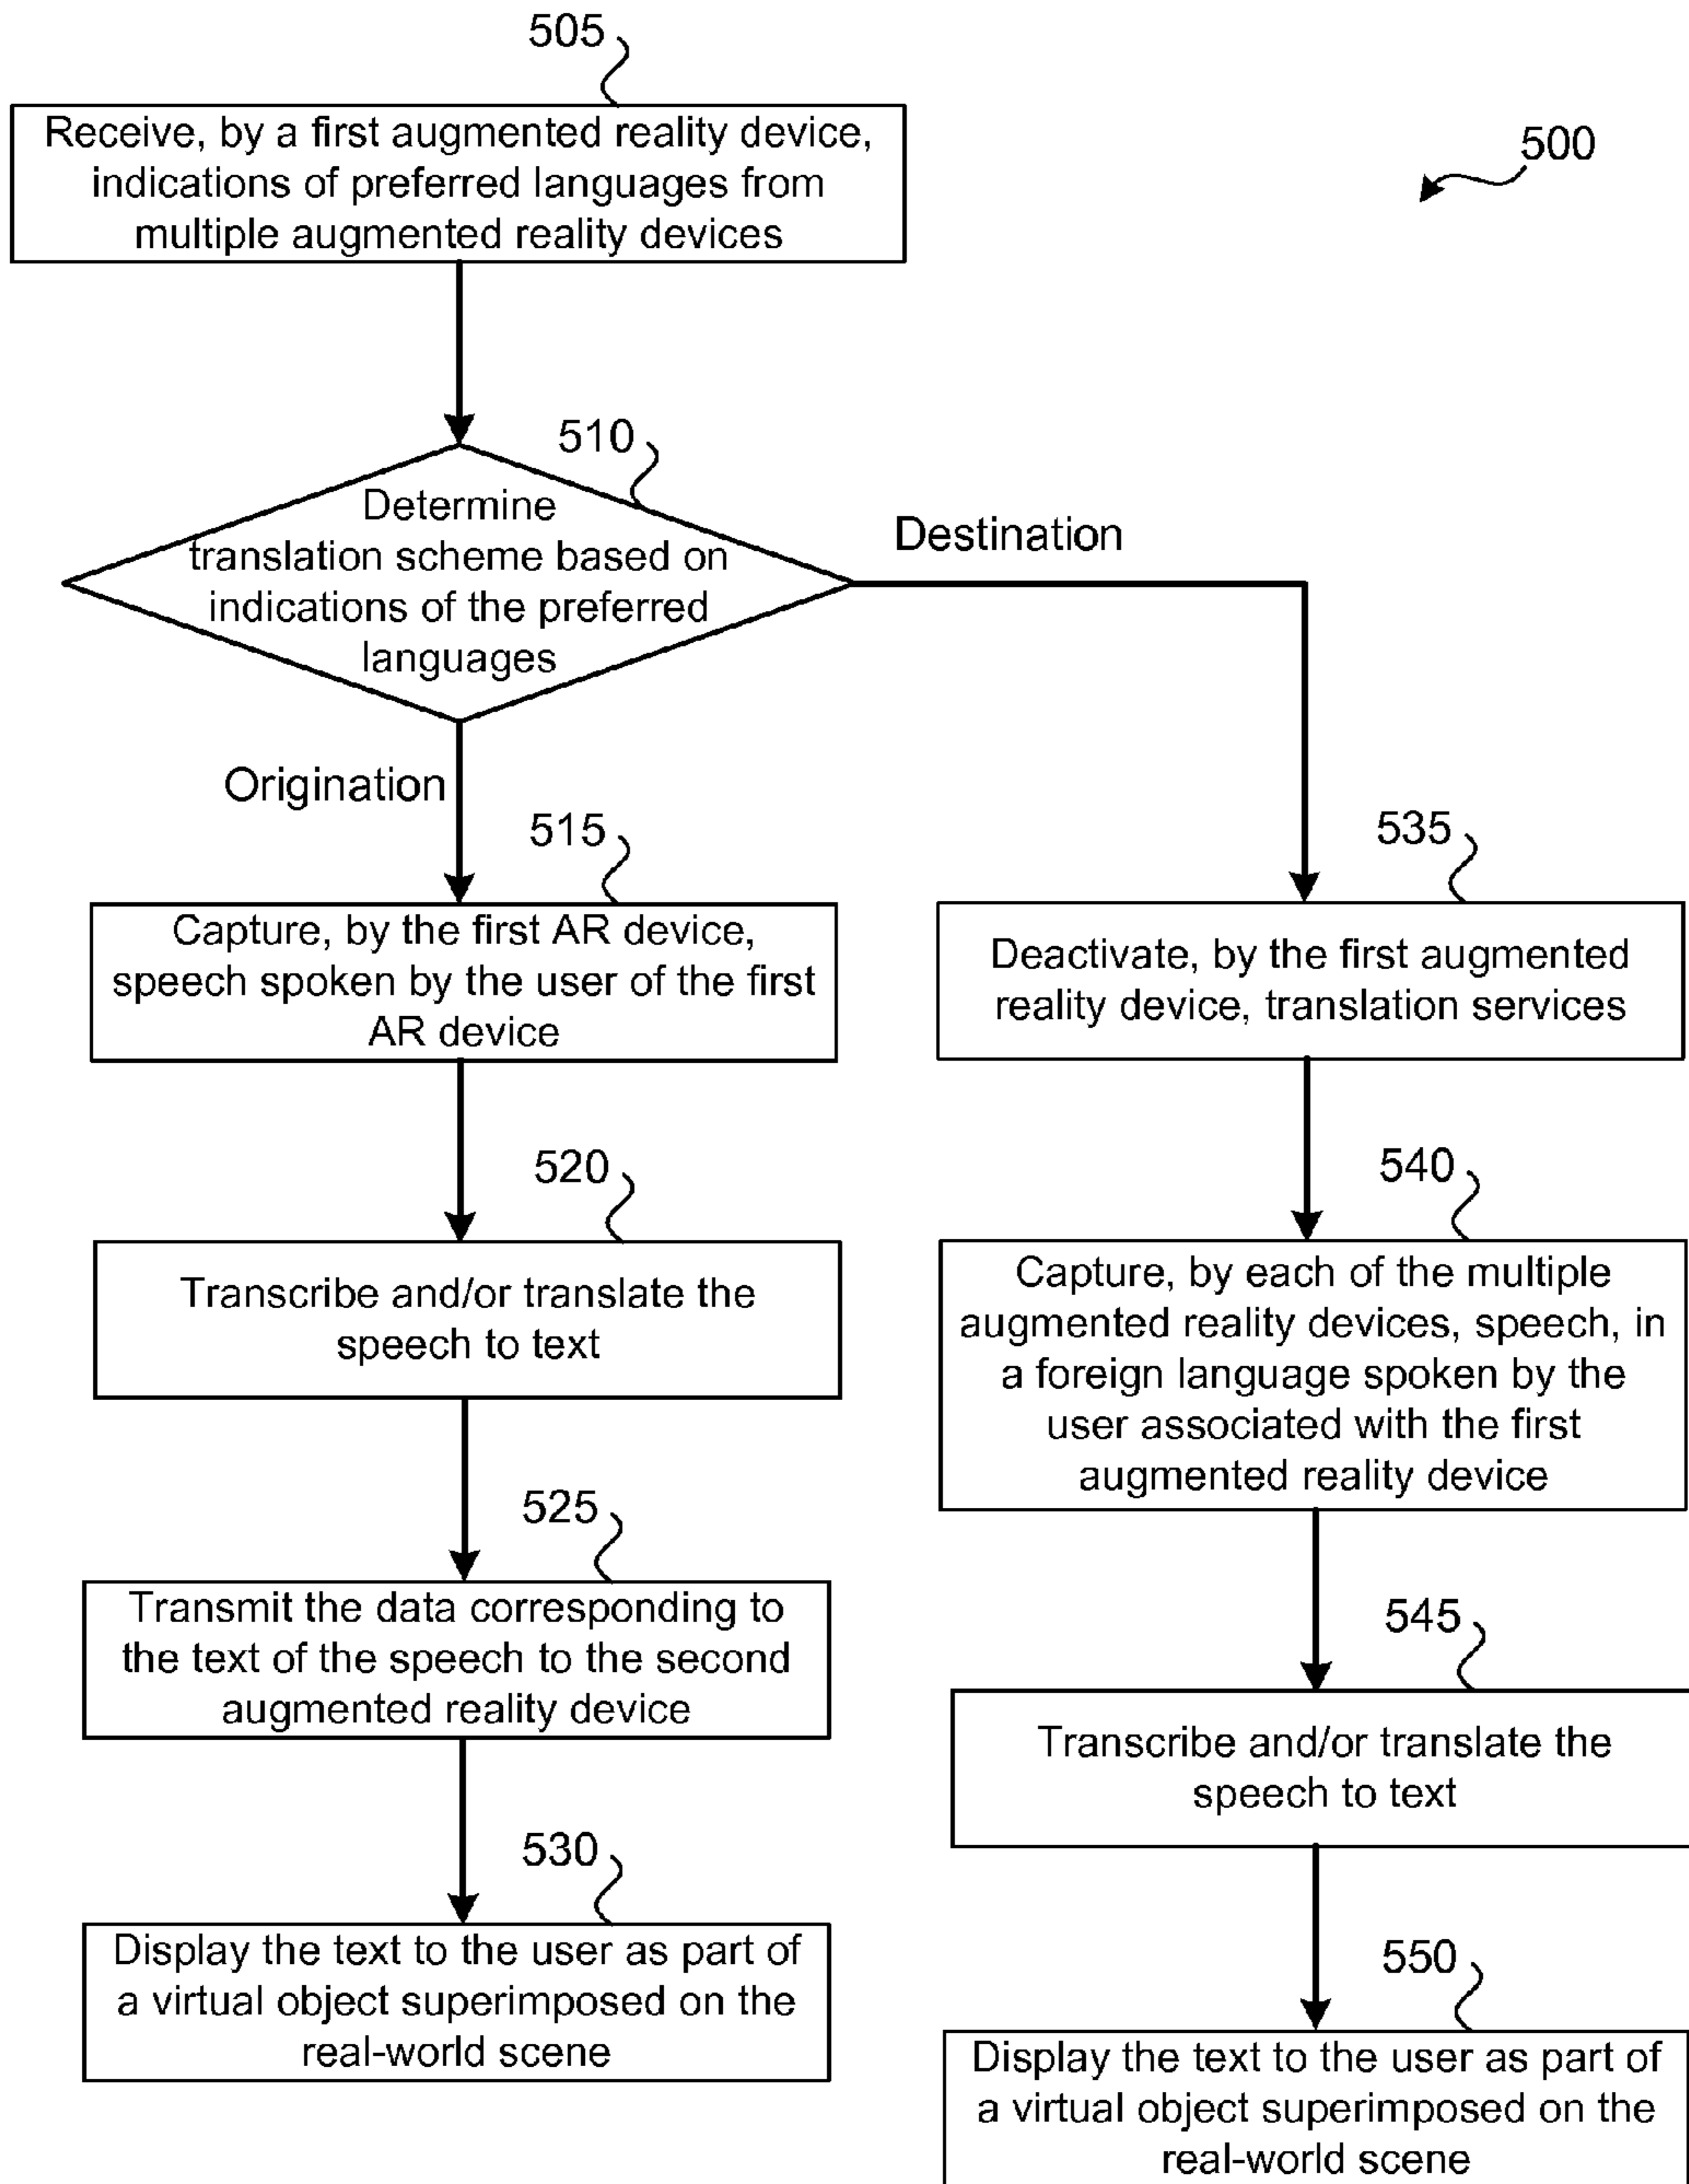 505
Receive, by a first augmented reality device,
indications of preferred languages from
multiple augmented reality devices
500
510
Determine
translation scheme based on
indications of the preferred
languages
Destination
Origination
515
Capture, by the first AR device,
speech spoken by the user of the first
AR device
520
Transcribe and/or translate the
speech to text
525
Transmit the data corresponding to
the text of the speech to the second
augmented reality device
530
Display the text to the user as part of
a virtual object superimposed on the
real-world scene
535
Deactivate, by the first augmented
reality device, translation services
540
Capture, by each of the multiple
augmented reality devices, speech, in
a foreign language spoken by the
user associated with the first
augmented reality device
545
Transcribe and/or translate the
speech to text
550
Display the text to the user as part of
a virtual object superimposed on the
real-world scene